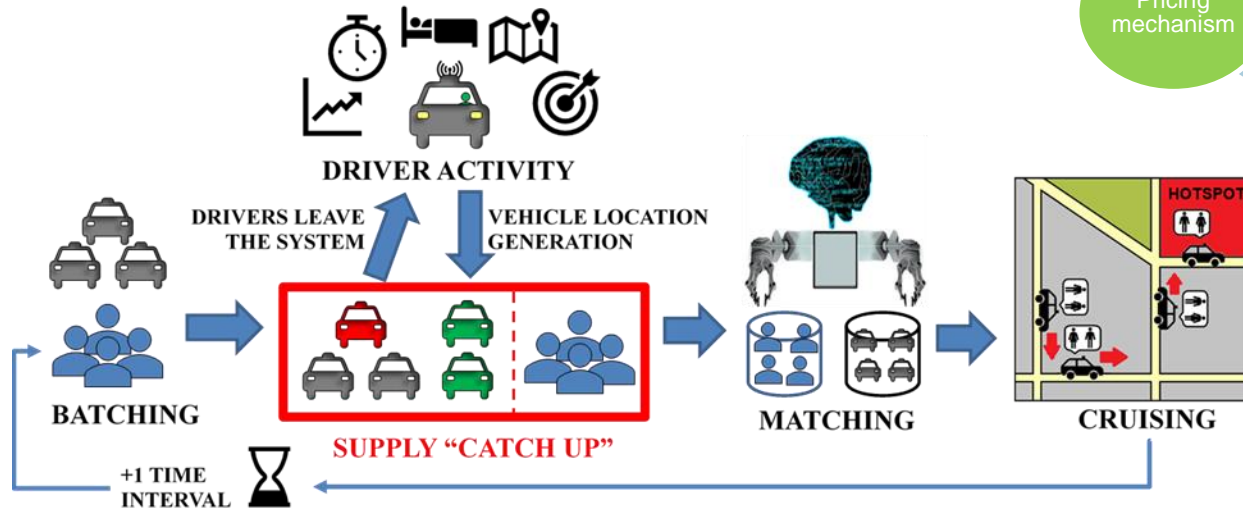 Pricing
mechanism
DRIVER ACTIVITY
DRIVERS LEAVE
THE SYSTEM
VEHICLE LOCATION
GENERATION
HOTSPOT
BATCHING
SUPPLY “CATCH UP”
MATCHING
CRUISING
+1 TIME
INTERVAL